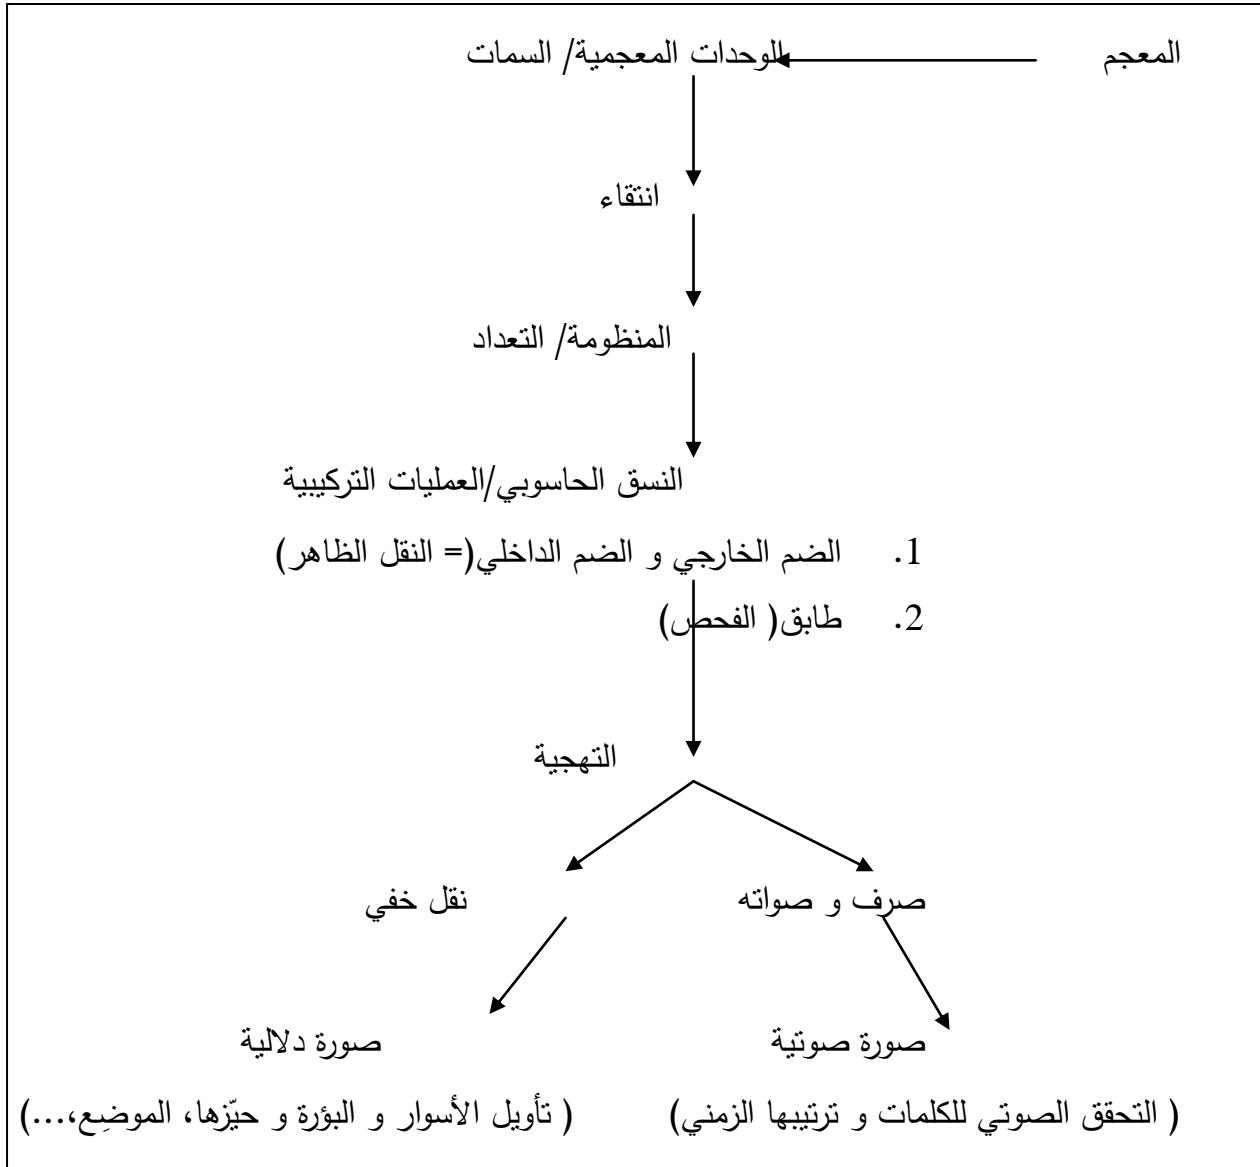 المعجم الوحدات المعجمية/ السمات
انتقاء
المنظومة/ التعداد
النسق الحاسوبي/العمليات التركيبية
1. الضم الخارجي و الضم الداخلي(= النقل الظاهر)
2. طابق( الفحص)
التهجية
صرف و صواته نقل خفي
صورة صوتية صورة دلالية
( التحقق الصوتي للكلمات و ترتيبها الزمني) ( تأويل الأسوار و البؤرة و حيّزها، الموضِع،...)